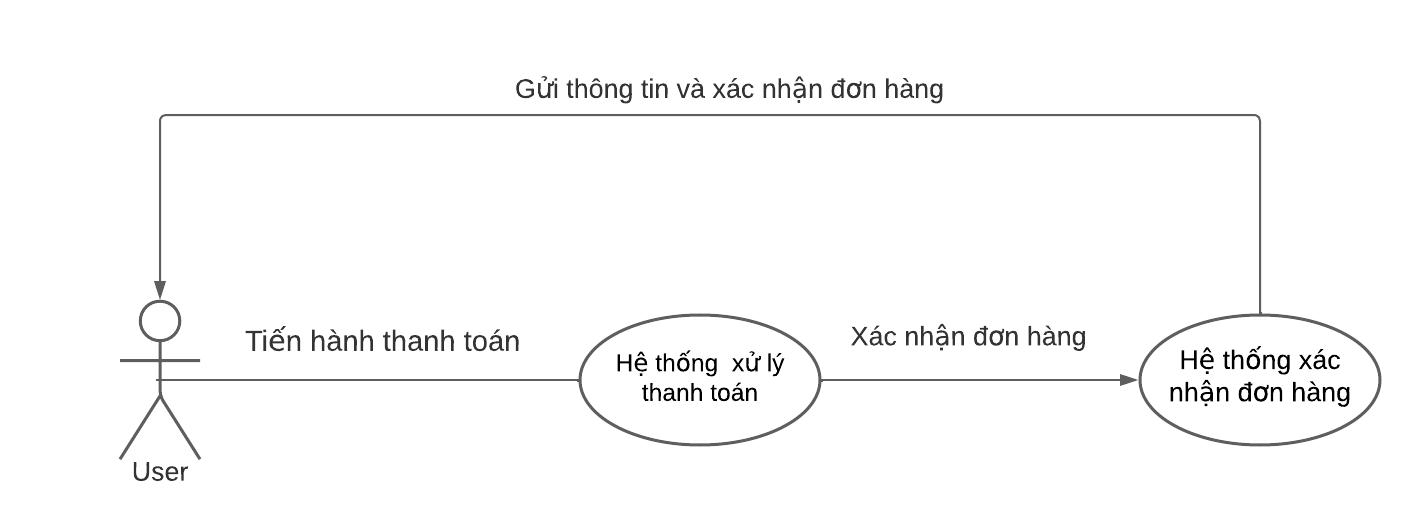 Gửi thông tin và xác nhận đơn hàng
Tiến hành thanh toán
Xác nhận đơn hàng
Hệ thống xử lý
thanh toán
Hệ thống xác
nhận đơn hàng
User